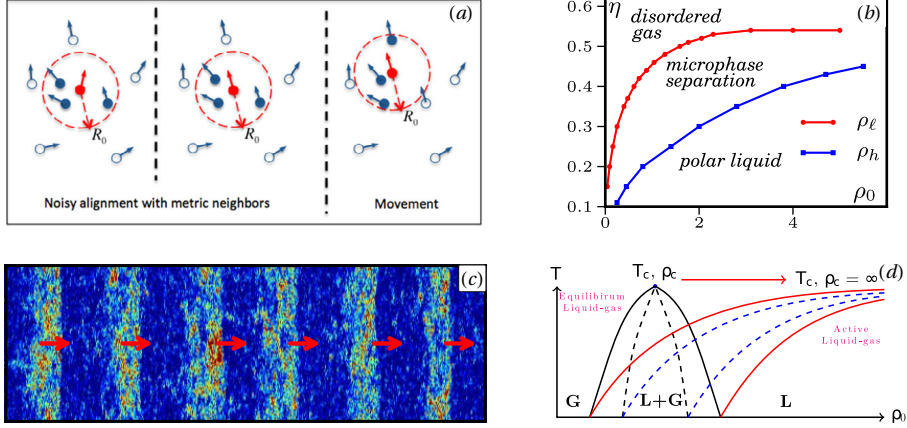 (a)
R₀
R₀
R₀
Noisy alignment with metric neighbors
Movement
η
(b)
0.6
0.5
0.4
0.3
0.2
0.1
disordered
gas
microphase
separation
polar liquid
ρℓ
ρh
ρ₀
0
2
4
(c)
T
Tc, ρc
Tc, ρc = ∞
(d)
Equilibirum
Liquid-gas
Active
Liquid-gas
G
L+G
L
ρ₀